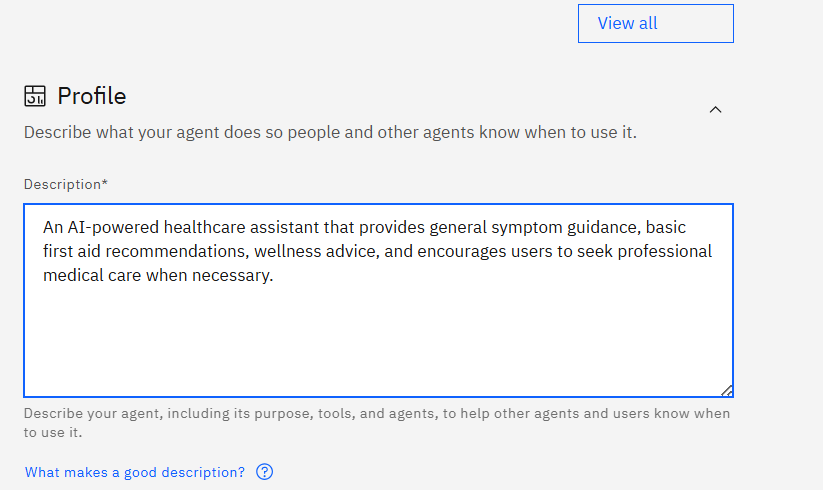 View all
Profile
Describe what your agent does so people and other agents know when to use it.
Description*
An AI-powered healthcare assistant that provides general symptom guidance, basic
first aid recommendations, wellness advice, and encourages users to seek professional
medical care when necessary.
Describe your agent, including its purpose, tools, and agents, to help other agents and users know when
to use it.
What makes a good description?